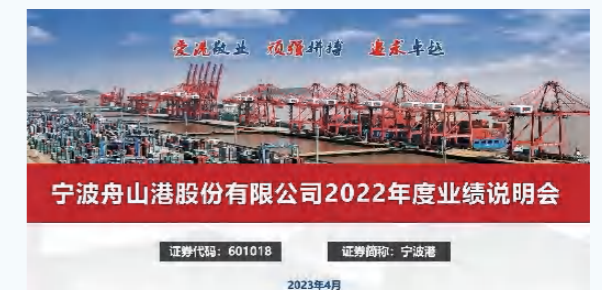 爱港敬业 顽强拼搏 追求卓越
宁波舟山港股份有限公司2022年度业绩说明会
证券代码：601018 证券简称：宁波港
2023年4月